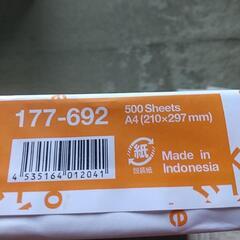 177-692
500 Sheets
A4 (210×297 mm)
紙
包装紙
Made in
Indonesia
4 535164 012041